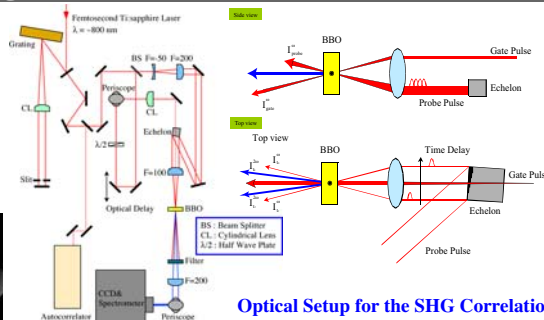 Femtosecond Ti:sapphire Laser
λ = ~800 nm
Grating
BS F=-50 F=200
Periscope
CL
CL
Echelon
λ/2
F=100
Slit
Optical Delay
BBO
BS : Beam Splitter
CL : Cylindrical Lens
λ/2 : Half Wave Plate
Filter
CCD&
Spectrometer
F=200
Autocorrelator
Periscope
Side view
BBO
Gate Pulse
Echelon
Probe Pulse
Top view
Top view
BBO
Time Delay
Gate Puls
Echelon
Probe Pulse
Optical Setup for the SHG Correlatio